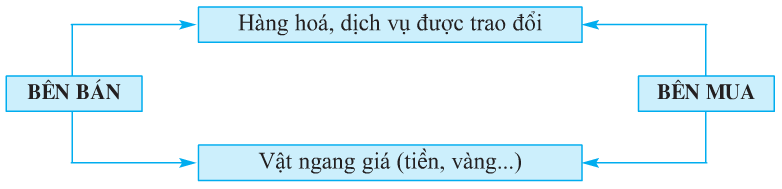 Hàng hoá, dịch vụ được trao đổi
BÊN BÁN
BÊN MUA
Vật ngang giá (tiền, vàng...)